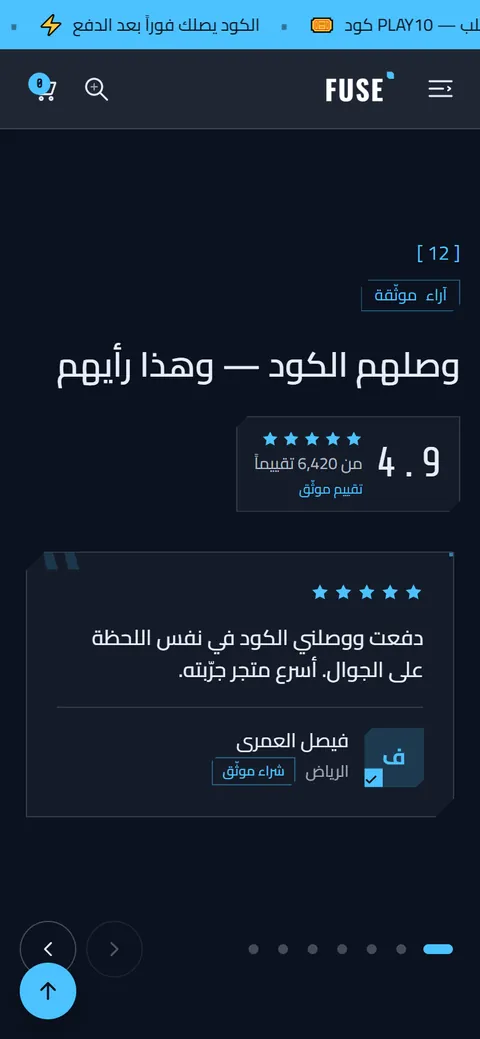 لب — PLAY10 كود
الكود يصلك فوراً بعد الدفع
FUSE
0
[ 12 ]
آراء موثّقة
وصلهم الكود — وهذا رأيهم
4.9
من 6,420 تقييماً
تقييم موثّق
دفعت ووصلني الكود في نفس اللحظة
على الجوال. أسرع متجر جرّبته.
ف
فيصل العمري
الرياض
شراء موثّق